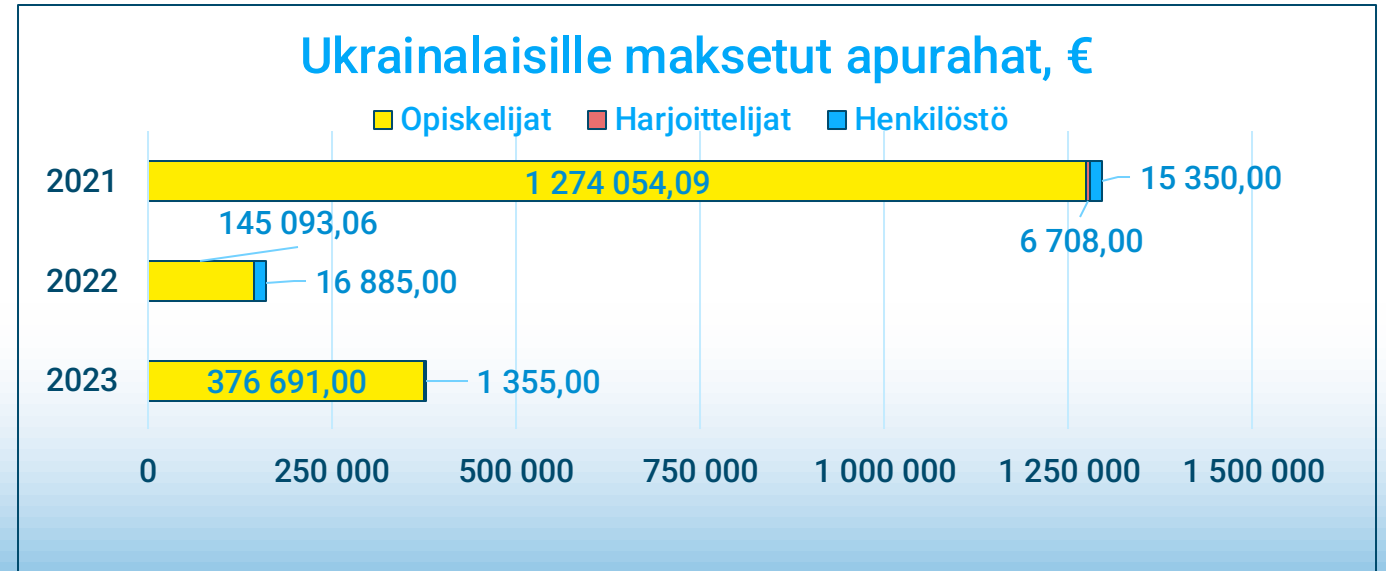 Ukrainalaisille maksetut apurahat, €
Opiskelijat Harjoittelijat Henkilöstö
2021 1 274 054,09 15 350,00
145 093,06 6 708,00
2022 16 885,00
2023 376 691,00 1 355,00
0 250 000 500 000 750 000 1 000 000 1 250 000 1 500 000